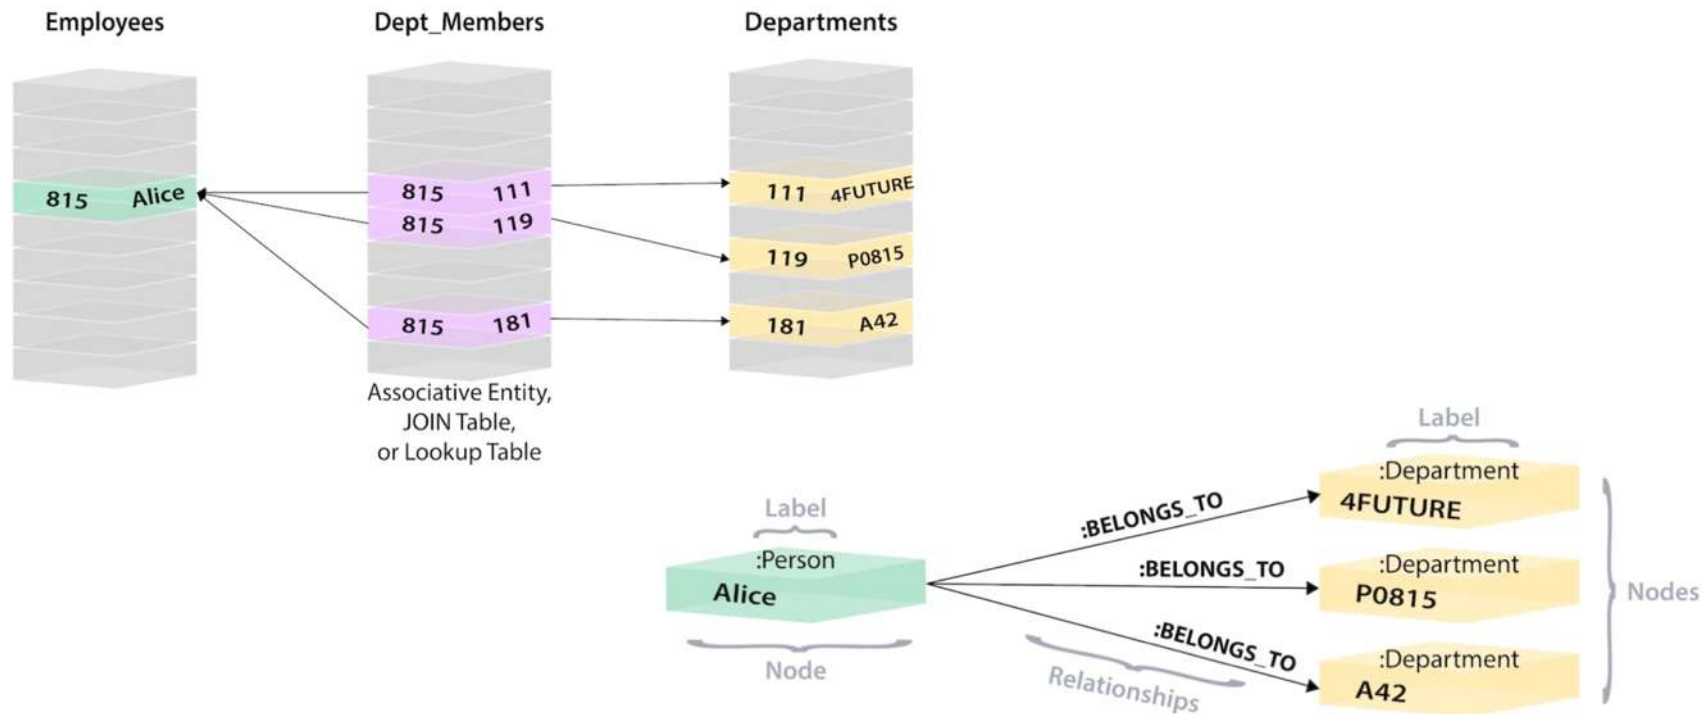 Employees
Dept_Members
Departments
815 Alice
815 111
815 119
815 181
111 4FUTURE
119 P0815
181 A42
Associative Entity,
JOIN Table,
or Lookup Table
Label
:Person
Alice
Node
:BELONGS_TO
:BELONGS_TO
:BELONGS_TO
Relationships
Label
:Department
4FUTURE
:Department
P0815
:Department
A42
Nodes